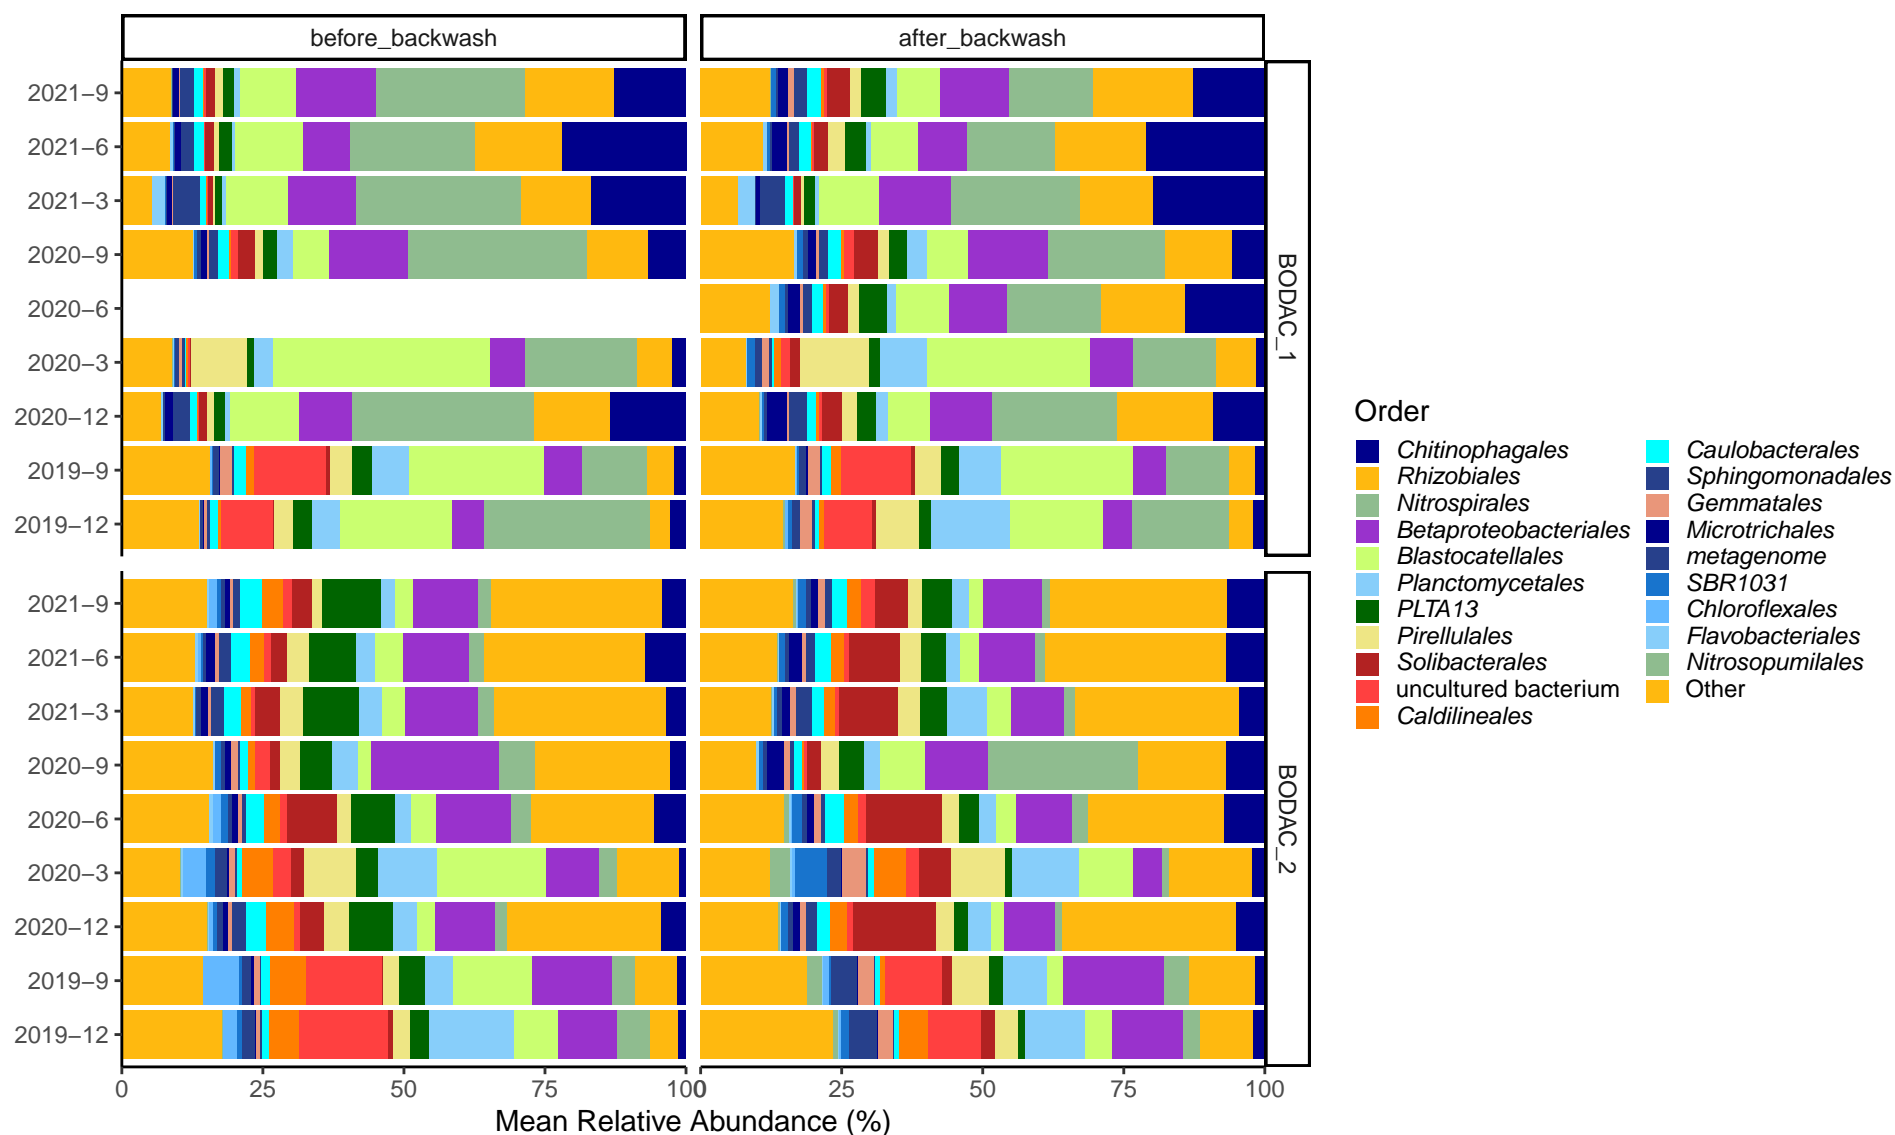 before_backwash
after_backwash
2021−9
2021−6
2021−3
2020−9
2020−6
2020−3
2020−12
2019−9
2019−12
BODAC_1
2021−9
2021−6
2021−3
2020−9
2020−6
2020−3
2020−12
2019−9
2019−12
BODAC_2
0 25 50 75 100
0 25 50 75 100
Mean Relative Abundance (%)
Order
Chitinophagales
Rhizobiales
Nitrospirales
Betaproteobacteriales
Blastocatellales
Planctomycetales
PLTA13
Pirellulales
Solibacterales
uncultured bacterium
Caldilineales
Caulobacterales
Sphingomonadales
Gemmatales
Microtrichales
metagenome
SBR1031
Chloroflexales
Flavobacteriales
Nitrosopumilales
Other